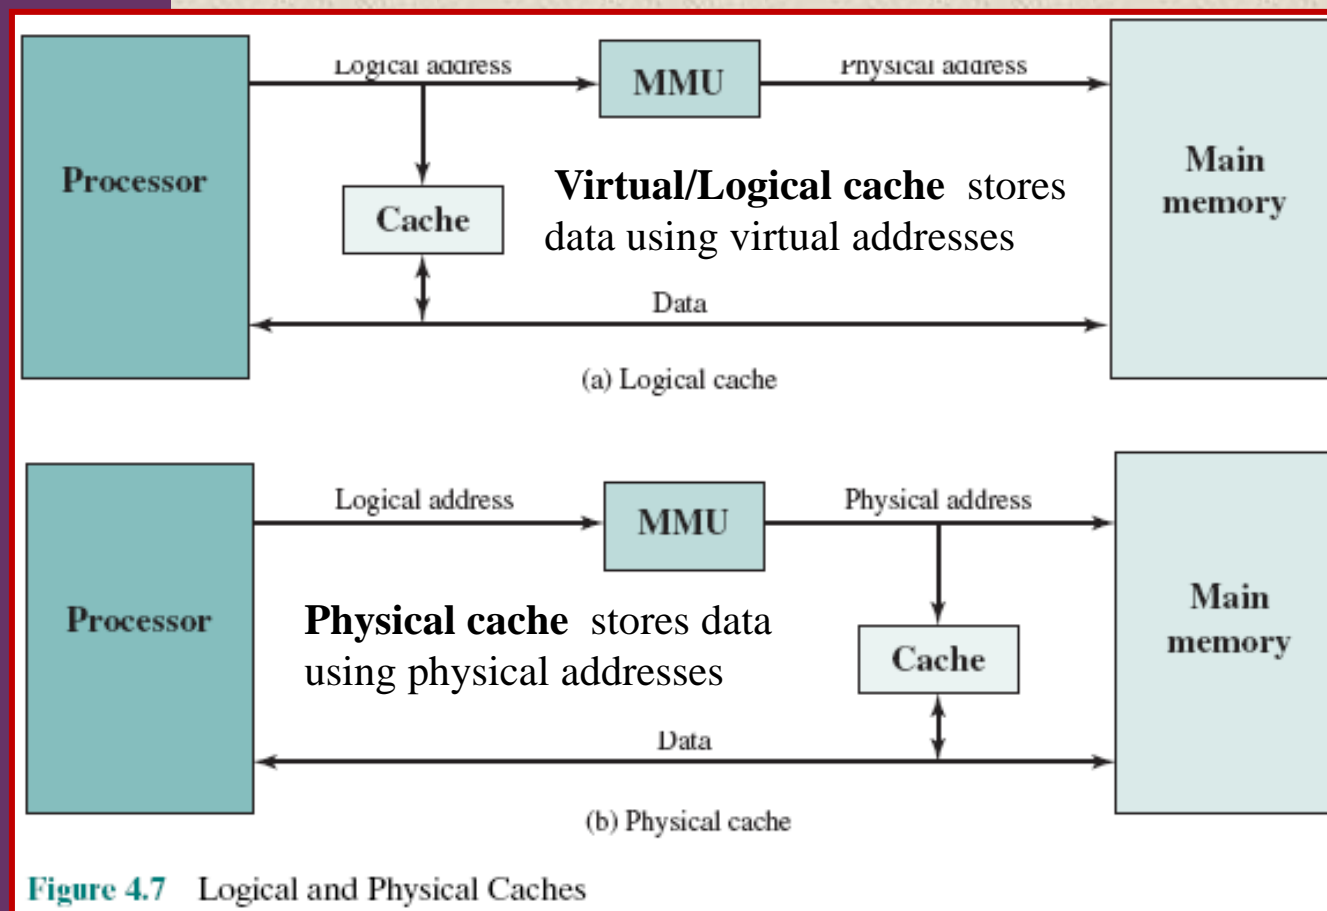 Logical address
MMU
Physical address
Processor
Main
memory
Virtual/Logical cache stores
data using virtual addresses
Cache
Data
(a) Logical cache
Logical address
MMU
Physical address
Processor
Main
memory
Physical cache stores data
using physical addresses
Cache
Data
(b) Physical cache
Figure 4.7 Logical and Physical Caches